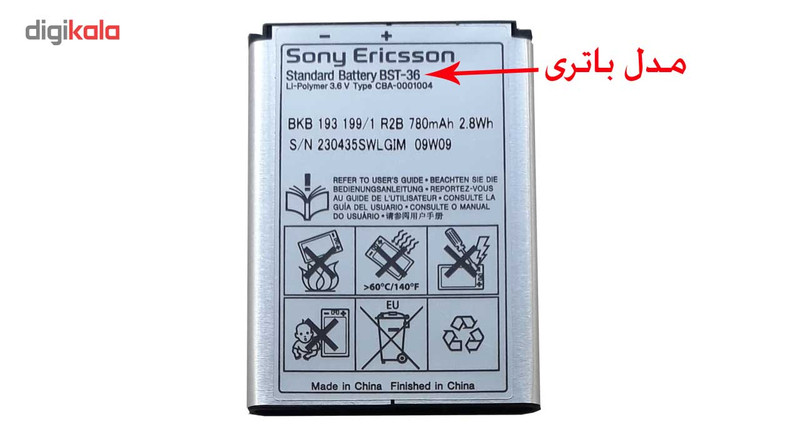 digikala
− +
Sony Ericsson
Standard Battery BST-36
مدل باتری
Li-Polymer 3.6 V Type CBA-0001004
BKB 193 199/1 R2B 780mAh 2.8Wh
S/N 230435SWLGIM 09W09
REFER TO USER'S GUIDE • BEACHTEN SIE DIE
BEDIENUNGSANLEITUNG • REPORTEZ-VOUS
AU GUIDE DE L'UTILISATEUR • CONSULTE LA
GUÍA DEL USUARIO • CONSULTE O MANUAL
DO USUÁRIO • 请参阅用户手册
>60°C/140°F
EU
Made in China Finished in China